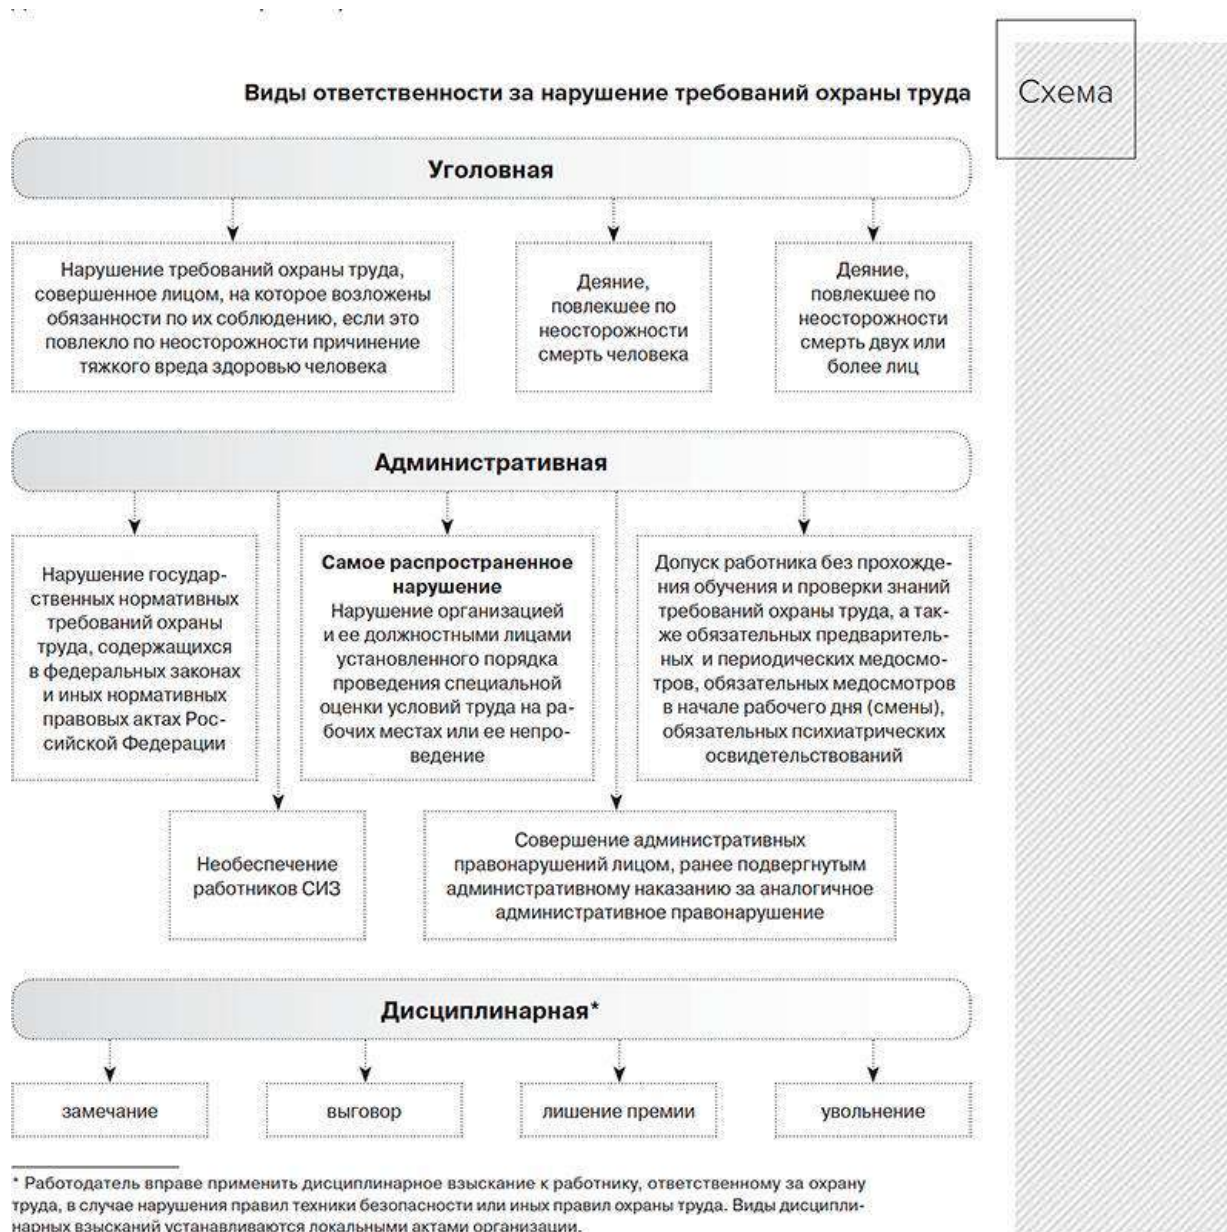 Схема
Виды ответственности за нарушение требований охраны труда
Уголовная
Нарушение требований охраны труда,
совершенное лицом, на которое возложены
обязанности по их соблюдению, если это
повлекло по неосторожности причинение
тяжкого вреда здоровью человека
Деяние,
повлекшее по
неосторожности
смерть человека
Деяние,
повлекшее по
неосторожности
смерть двух или
более лиц
Административная
Нарушение государ-
ственных нормативных
требований охраны
труда, содержащихся
в федеральных законах
и иных нормативных
правовых актах Рос-
сийской Федерации
Самое распространенное
нарушение
Нарушение организацией
и ее должностными лицами
установленного порядка
проведения специальной
оценки условий труда на ра-
бочих местах или ее непро-
ведение
Допуск работника без прохожде-
ния обучения и проверки знаний
требований охраны труда, а так-
же обязательных предваритель-
ных и периодических медосмо-
тров, обязательных медосмотров
в начале рабочего дня (смены),
обязательных психиатрических
освидетельствований
Необеспечение
работников СИЗ
Совершение административных
правонарушений лицом, ранее подвергнутым
административному наказанию за аналогичное
административное правонарушение
Дисциплинарная*
замечание
выговор
лишение премии
увольнение
* Работодатель вправе применить дисциплинарное взыскание к работнику, ответственному за охрану
труда, в случае нарушения правил техники безопасности или иных правил охраны труда. Виды дисципли-
нарных взысканий устанавливаются локальными актами организации.